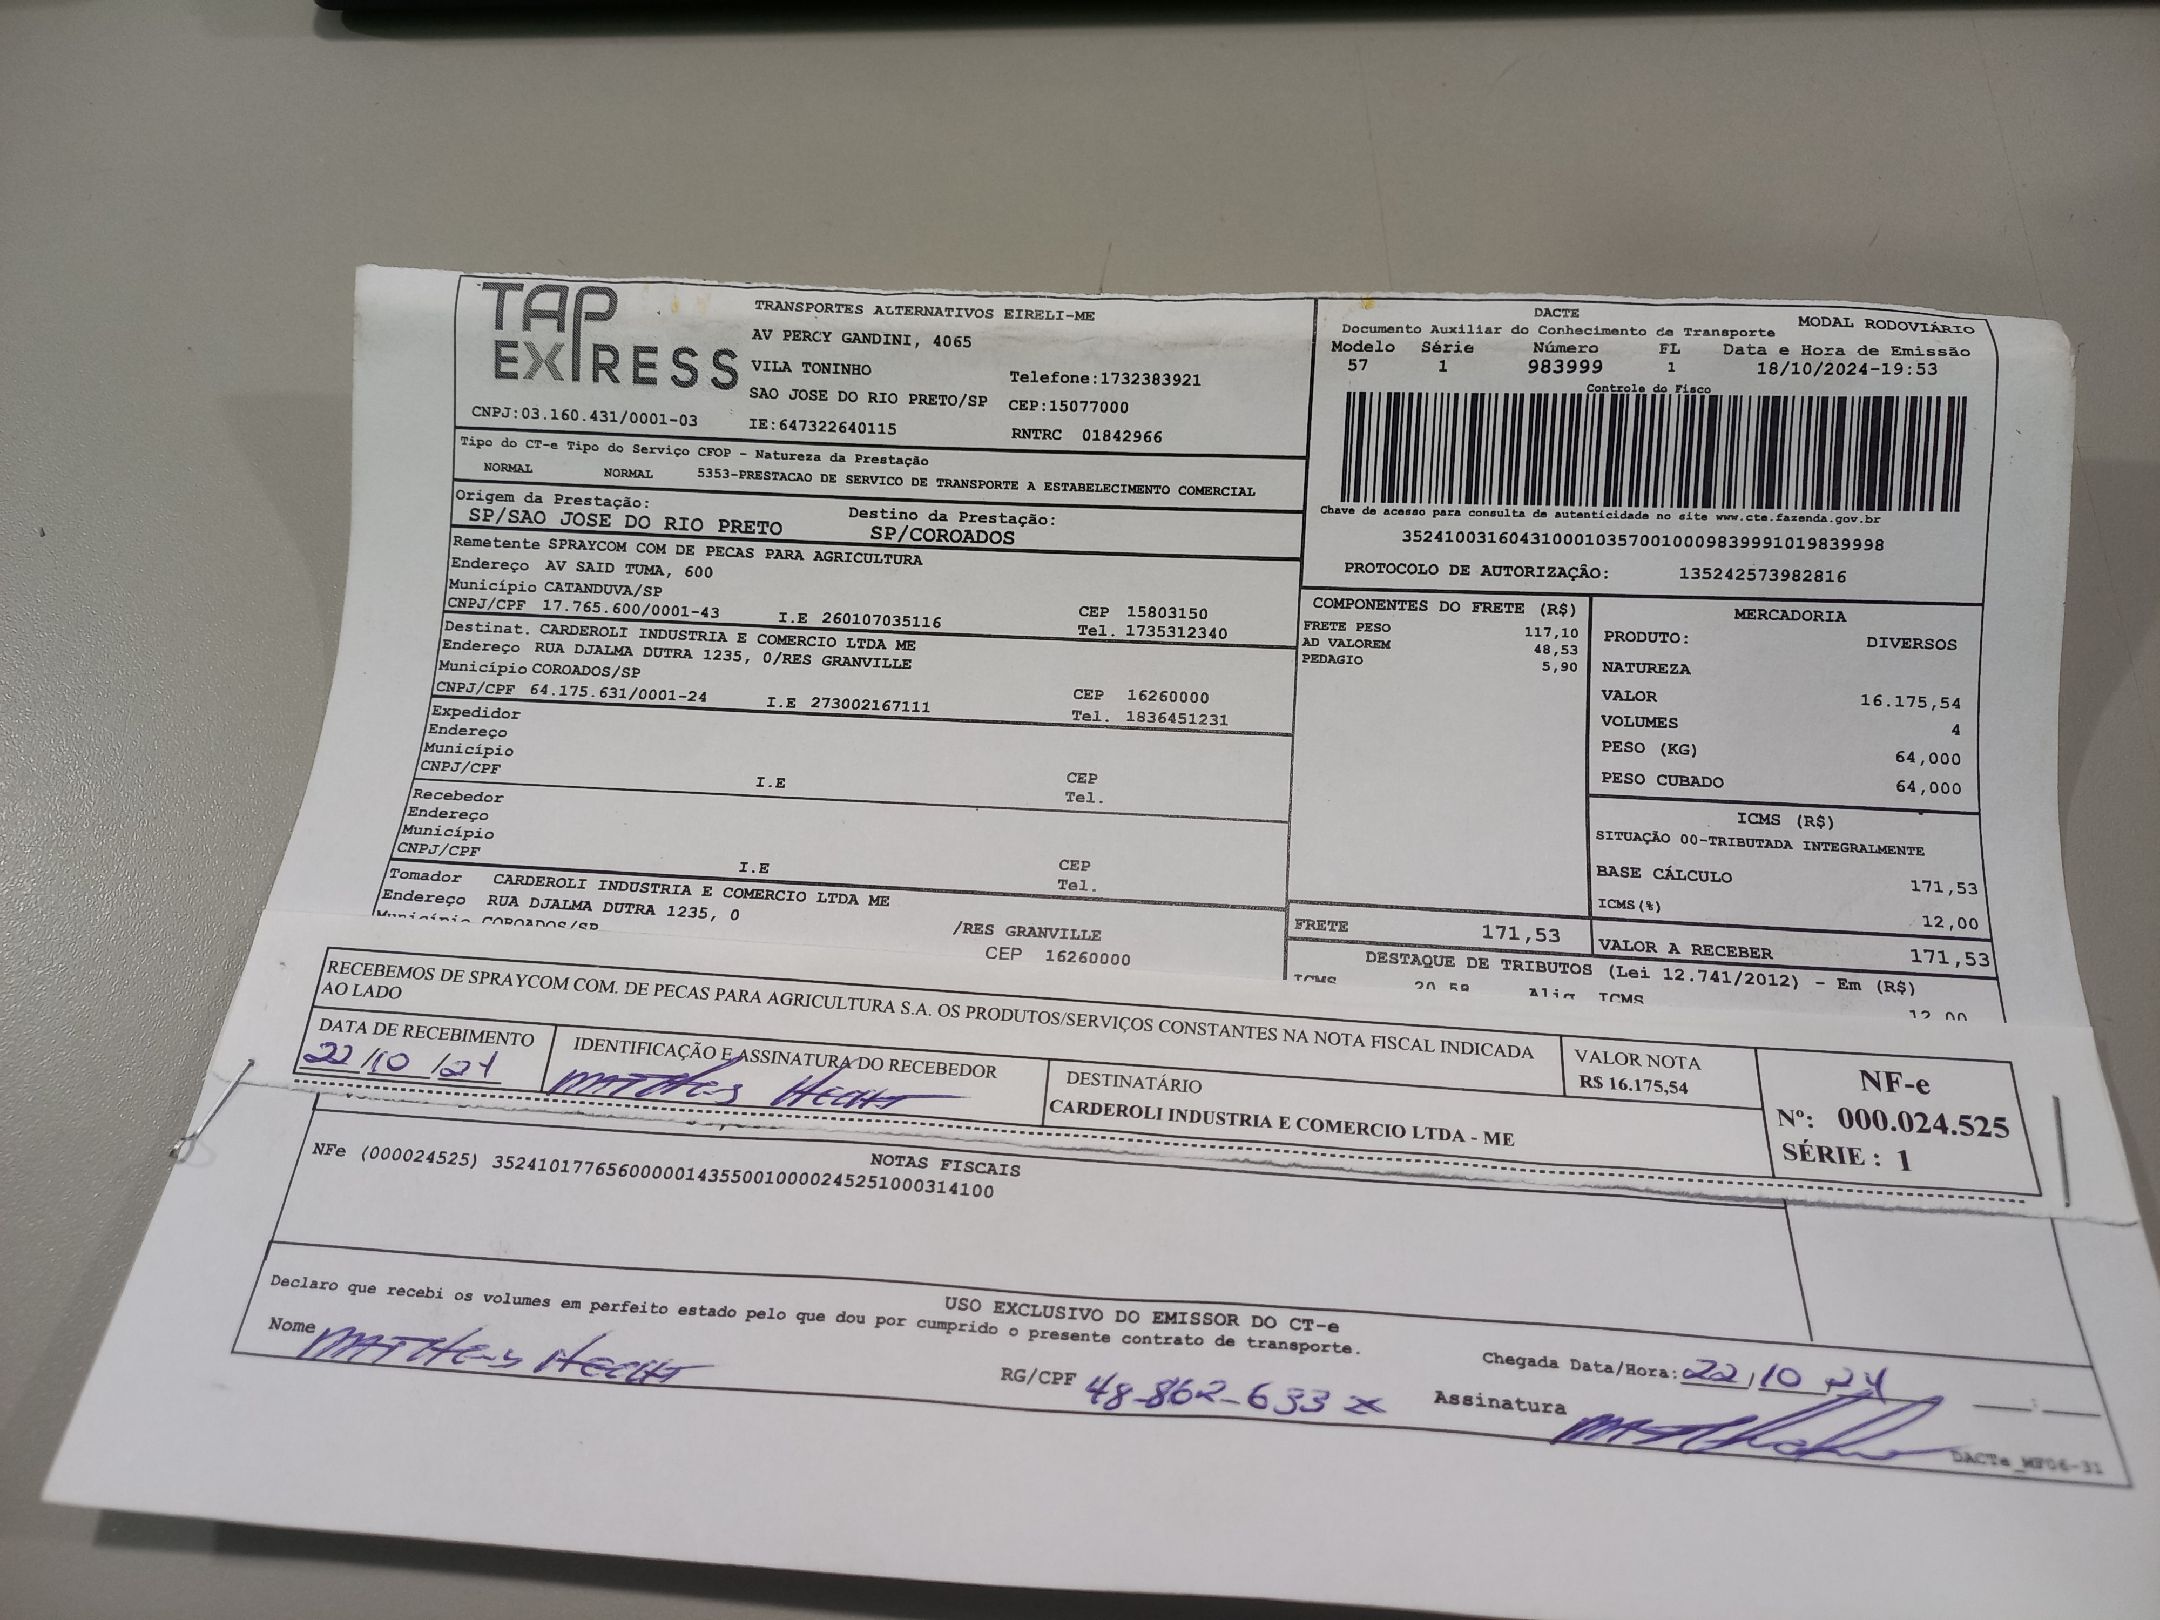 TAP EXPRESS
TRANSPORTES ALTERNATIVOS EIRELI-ME
AV PERCY GANDINI, 4065
VILA TONINHO Telefone:1732383921
SAO JOSE DO RIO PRETO/SP CEP:15077000
CNPJ:03.160.431/0001-03 IE:647322640115 RNTRC 01842966
DACTE MODAL RODOVIÁRIO
Documento Auxiliar do Conhecimento de Transporte
Modelo Série Número FL Data e Hora de Emissão
57 1 983999 1 18/10/2024-19:53
Controle do Fisco
Chave de acesso para consulta de autenticidade no site www.cte.fazenda.gov.br
35241003160431000103570010009839991019839998
PROTOCOLO DE AUTORIZAÇÃO: 135242573982816
Tipo do CT-e Tipo do Serviço CFOP - Natureza da Prestação
NORMAL NORMAL 5353-PRESTACAO DE SERVICO DE TRANSPORTE A ESTABELECIMENTO COMERCIAL
Origem da Prestação: Destino da Prestação:
SP/SAO JOSE DO RIO PRETO SP/COROADOS
Remetente SPRAYCOM COM DE PECAS PARA AGRICULTURA
Endereço AV SAID TUMA, 600
Município CATANDUVA/SP CEP 15803150
CNPJ/CPF 17.765.600/0001-43 I.E 260107035116 Tel. 1735312340
Destinat. CARDEROLI INDUSTRIA E COMERCIO LTDA ME
Endereço RUA DJALMA DUTRA 1235, 0/RES GRANVILLE
Município COROADOS/SP CEP 16260000
CNPJ/CPF 64.175.631/0001-24 I.E 273002167111 Tel. 1836451231
Expedidor
Endereço
Município CEP
CNPJ/CPF I.E Tel.
Recebedor
Endereço
Município CEP
CNPJ/CPF I.E Tel.
Tomador CARDEROLI INDUSTRIA E COMERCIO LTDA ME
Endereço RUA DJALMA DUTRA 1235, 0 /RES GRANVILLE
Município COROADOS/SP CEP 16260000
COMPONENTES DO FRETE (R$)
FRETE PESO 117,10
AD VALOREM 48,53
PEDAGIO 5,90
FRETE 171,53
MERCADORIA
PRODUTO: DIVERSOS
NATUREZA
VALOR 16.175,54
VOLUMES 4
PESO (KG) 64,000
PESO CUBADO 64,000
ICMS (R$)
SITUAÇÃO 00-TRIBUTADA INTEGRALMENTE
BASE CÁLCULO 171,53
ICMS(%) 12,00
VALOR A RECEBER 171,53
DESTAQUE DE TRIBUTOS (Lei 12.741/2012) - Em (R$)
ICMS 20,58 Aliq ICMS 12,00
RECEBEMOS DE SPRAYCOM COM. DE PECAS PARA AGRICULTURA S.A. OS PRODUTOS/SERVIÇOS CONSTANTES NA NOTA FISCAL INDICADA
AO LADO
DATA DE RECEBIMENTO
22/10/24
IDENTIFICAÇÃO E ASSINATURA DO RECEBEDOR
Mattheus Hecht
DESTINATÁRIO
CARDEROLI INDUSTRIA E COMERCIO LTDA - ME
VALOR NOTA
R$ 16.175,54
NF-e
Nº: 000.024.525
SÉRIE : 1
NOTAS FISCAIS
NFe (000024525) 35241017765600000143550010000245251000314100
USO EXCLUSIVO DO EMISSOR DO CT-e
Declaro que recebi os volumes em perfeito estado pelo que dou por cumprido o presente contrato de transporte.
Nome Mattheus Hecht RG/CPF 48-862-633 X
Chegada Data/Hora: 22/10 24
Assinatura
DACTe_MF06-31